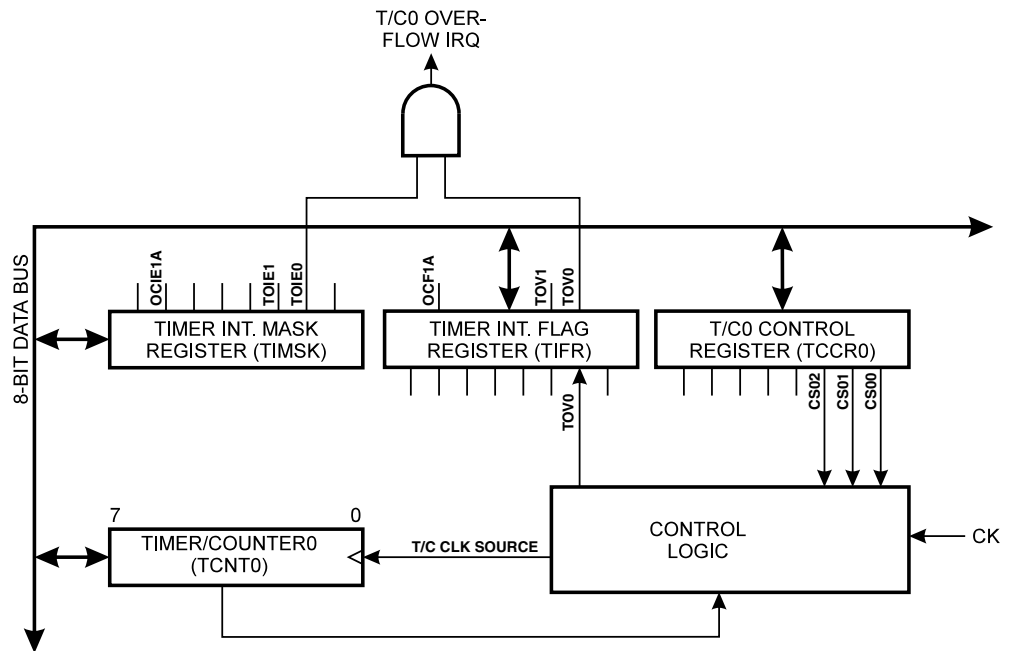 T/C0 OVER-
FLOW IRQ
8-BIT DATA BUS
OCIE1A
TOIE1
TOIE0
OCF1A
TOV1
TOV0
TIMER INT. MASK
REGISTER (TIMSK)
TIMER INT. FLAG
REGISTER (TIFR)
T/C0 CONTROL
REGISTER (TCCR0)
TOV0
CS02
CS01
CS00
7
0
TIMER/COUNTER0
(TCNT0)
T/C CLK SOURCE
CONTROL
LOGIC
CK